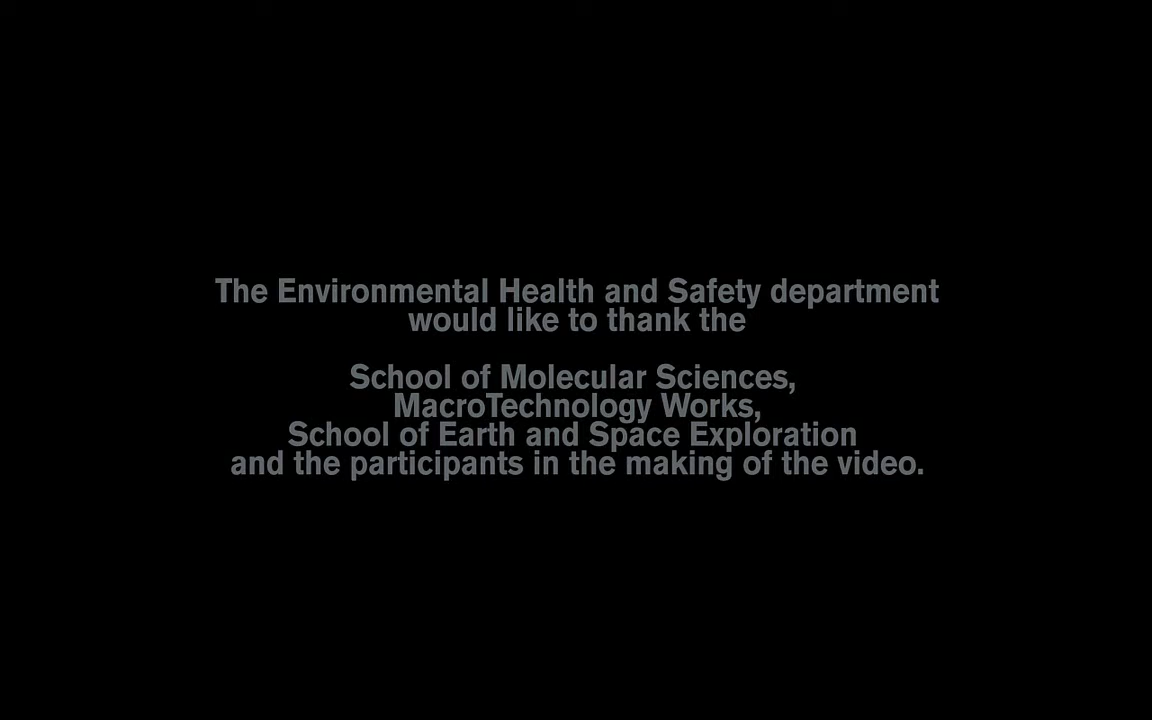 The Environmental Health and Safety department
would like to thank the
School of Molecular Sciences,
MacroTechnology Works,
School of Earth and Space Exploration
and the participants in the making of the video.